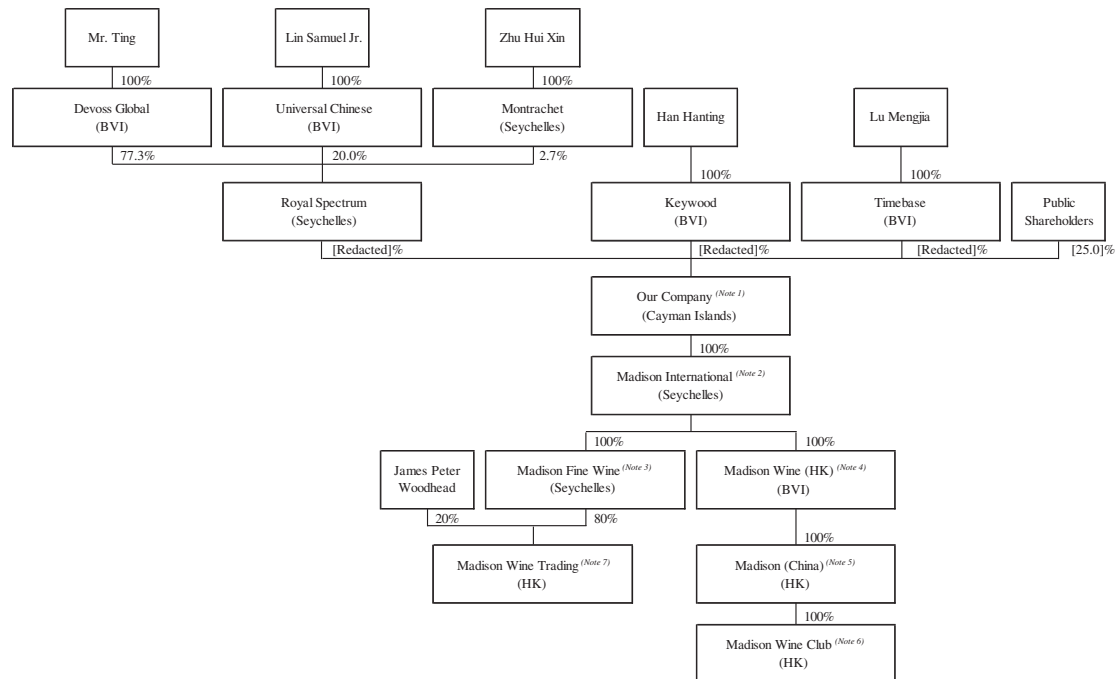 Mr. Ting
Lin Samuel Jr.
Zhu Hui Xin
100%
100%
100%
Devoss Global
(BVI)
Universal Chinese
(BVI)
Montrachet
(Seychelles)
Han Hanting
Lu Mengjia
77.3%
20.0%
2.7%
100%
100%
Royal Spectrum
(Seychelles)
Keywood
(BVI)
Timebase
(BVI)
Public
Shareholders
[Redacted]%
[Redacted]%
[Redacted]%
[25.0]%
Our Company (Note 1)
(Cayman Islands)
100%
Madison International (Note 2)
(Seychelles)
100%
100%
James Peter
Woodhead
Madison Fine Wine (Note 3)
(Seychelles)
Madison Wine (HK) (Note 4)
(BVI)
20%
80%
100%
Madison Wine Trading (Note 7)
(HK)
Madison (China) (Note 5)
(HK)
100%
Madison Wine Club (Note 6)
(HK)